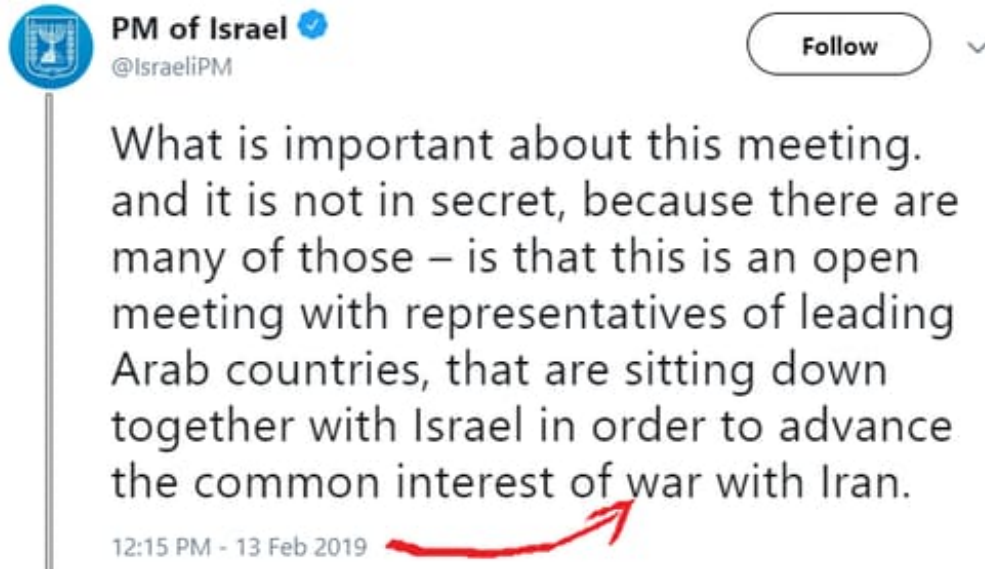 PM of Israel
@IsraeliPM
Follow
What is important about this meeting.
and it is not in secret, because there are
many of those – is that this is an open
meeting with representatives of leading
Arab countries, that are sitting down
together with Israel in order to advance
the common interest of war with Iran.
12:15 PM - 13 Feb 2019